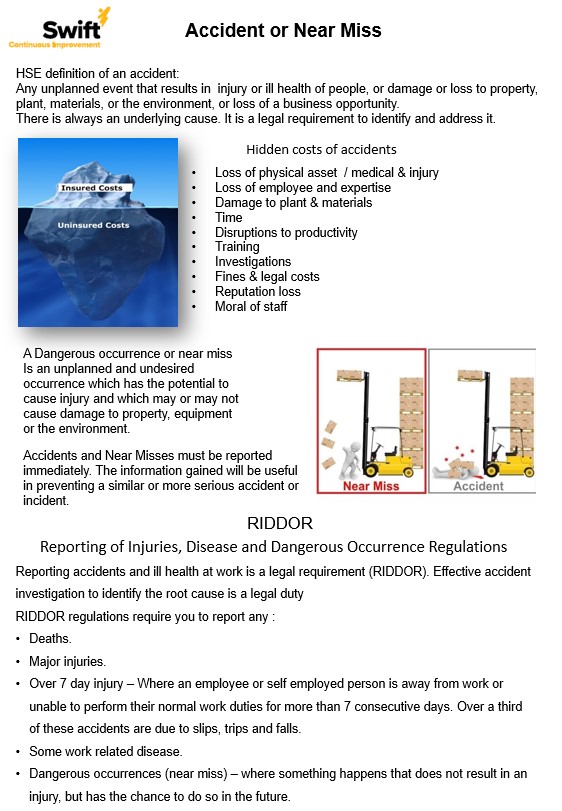 Swift
Continuous Improvement
Accident or Near Miss
HSE definition of an accident:
Any unplanned event that results in injury or ill health of people, or damage or loss to property,
plant, materials, or the environment, or loss of a business opportunity.
There is always an underlying cause. It is a legal requirement to identify and address it.
Insured Costs
Uninsured Costs
Hidden costs of accidents
• Loss of physical asset / medical & injury
• Loss of employee and expertise
• Damage to plant & materials
• Time
• Disruptions to productivity
• Training
• Investigations
• Fines & legal costs
• Reputation loss
• Moral of staff
A Dangerous occurrence or near miss
Is an unplanned and undesired
occurrence which has the potential to
cause injury and which may or may not
cause damage to property, equipment
or the environment.
Accidents and Near Misses must be reported
immediately. The information gained will be useful
in preventing a similar or more serious accident or
incident.
Near Miss
Accident
RIDDOR
Reporting of Injuries, Disease and Dangerous Occurrence Regulations
Reporting accidents and ill health at work is a legal requirement (RIDDOR). Effective accident
investigation to identify the root cause is a legal duty
RIDDOR regulations require you to report any :
• Deaths.
• Major injuries.
• Over 7 day injury – Where an employee or self employed person is away from work or
unable to perform their normal work duties for more than 7 consecutive days. Over a third
of these accidents are due to slips, trips and falls.
• Some work related disease.
• Dangerous occurrences (near miss) – where something happens that does not result in an
injury, but has the chance to do so in the future.